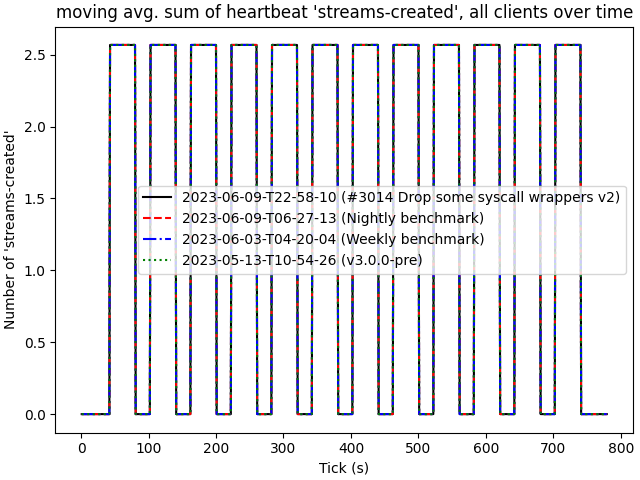 moving avg. sum of heartbeat 'streams-created', all clients over time
Number of 'streams-created'
2.5
2.0
1.5
1.0
0.5
0.0
2023-06-09-T22-58-10 (#3014 Drop some syscall wrappers v2)
2023-06-09-T06-27-13 (Nightly benchmark)
2023-06-03-T04-20-04 (Weekly benchmark)
2023-05-13-T10-54-26 (v3.0.0-pre)
0 100 200 300 400 500 600 700 800
Tick (s)